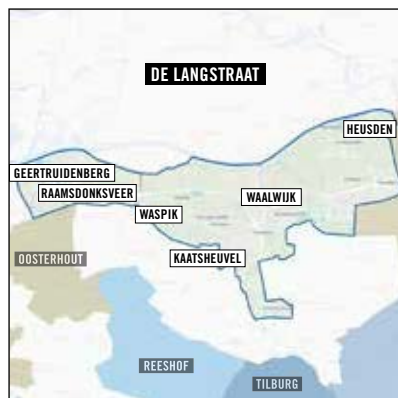 DE LANGSTRAAT
HEUSDEN
GEERTRUIDENBERG
RAAMSDONKSVEER
WAALWIJK
WASPIK
KAATSHEUVEL
OOSTERHOUT
REESHOF
TILBURG